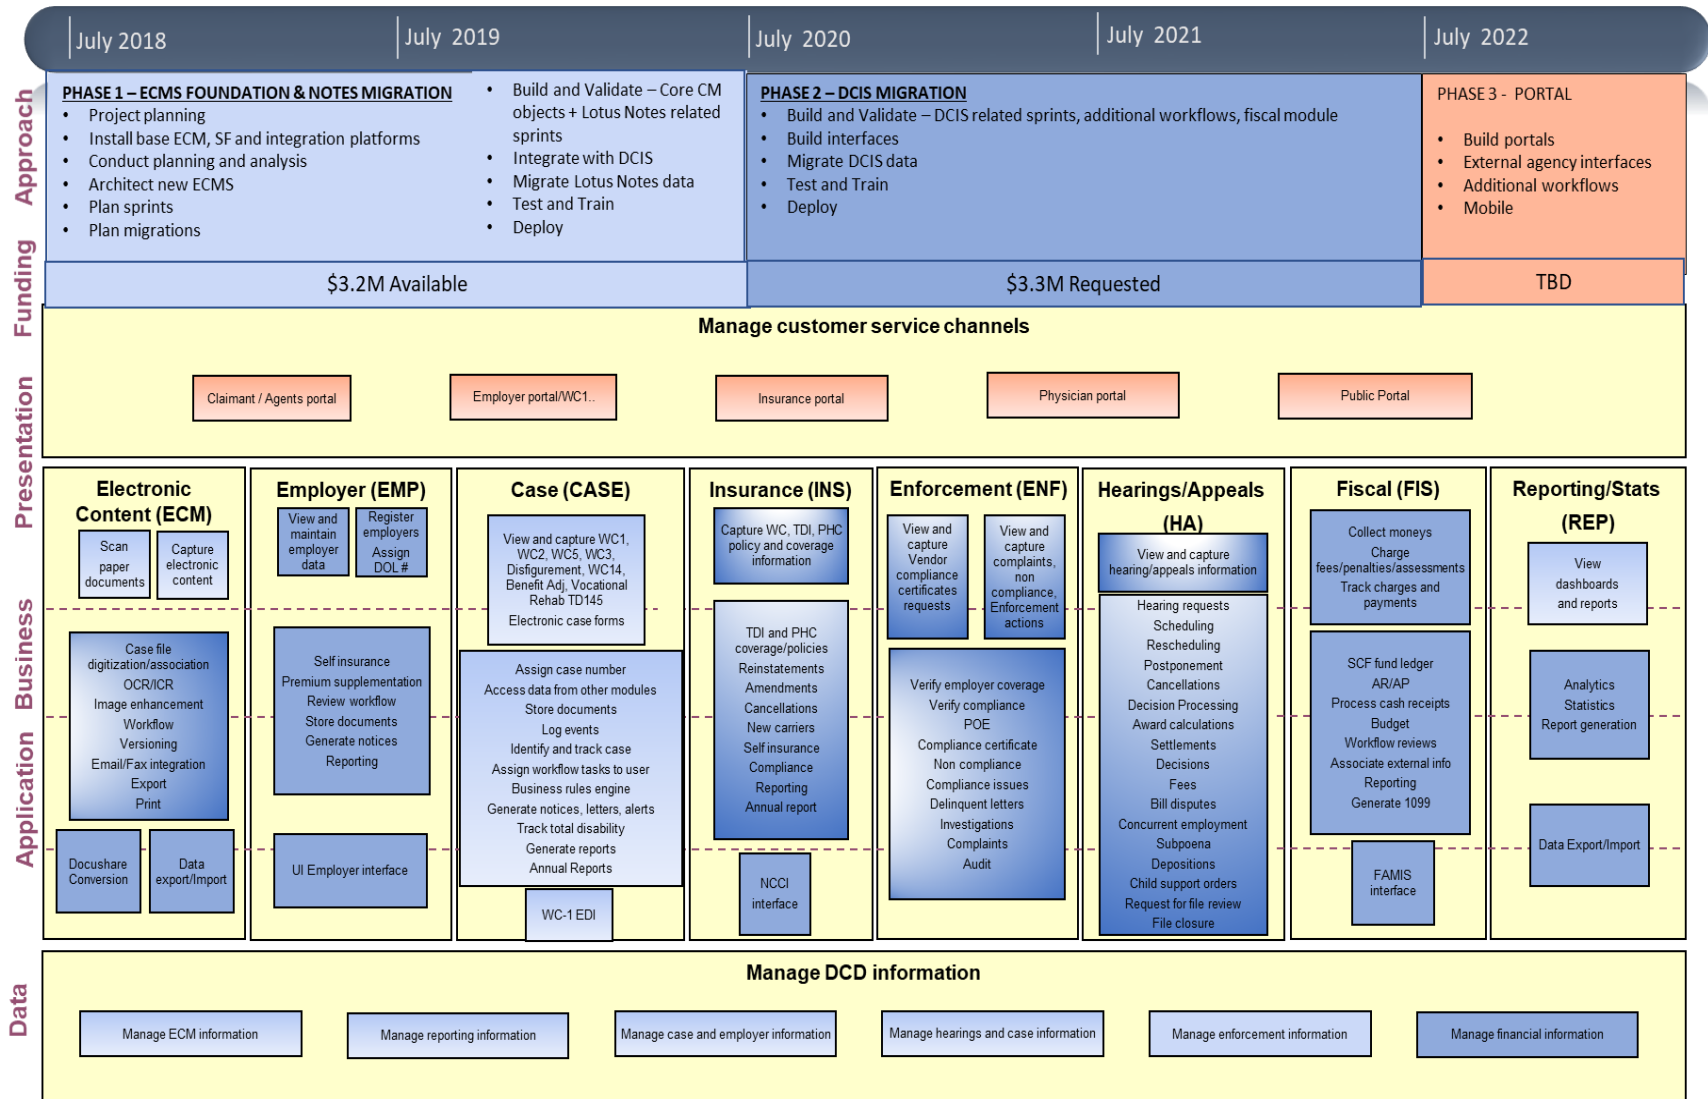 July 2018
July 2019
July 2020
July 2021
July 2022
Approach
PHASE 1 – ECMS FOUNDATION & NOTES MIGRATION
• Project planning
• Install base ECM, SF and integration platforms
• Conduct planning and analysis
• Architect new ECMS
• Plan sprints
• Plan migrations
• Build and Validate – Core CM
objects + Lotus Notes related
sprints
• Integrate with DCIS
• Migrate Lotus Notes data
• Test and Train
• Deploy
PHASE 2 – DCIS MIGRATION
• Build and Validate – DCIS related sprints, additional workflows, fiscal module
• Build interfaces
• Migrate DCIS data
• Test and Train
• Deploy
PHASE 3 - PORTAL
• Build portals
• External agency interfaces
• Additional workflows
• Mobile
Funding
$3.2M Available
$3.3M Requested
TBD
Presentation
Manage customer service channels
Claimant / Agents portal
Employer portal/WC1..
Insurance portal
Physician portal
Public Portal
Business
Application
Electronic
Content (ECM)
Scan
paper
documents
Capture
electronic
content
Case file
digitization/association
OCR/ICR
Image enhancement
Workflow
Versioning
Email/Fax integration
Export
Print
Docushare
Conversion
Data
export/Import
Employer (EMP)
View and
maintain
employer
data
Register
employers
Assign
DOL #
Self insurance
Premium supplementation
Review workflow
Store documents
Generate notices
Reporting
UI Employer interface
Case (CASE)
View and capture WC1,
WC2, WC5, WC3,
Disfigurement, WC14,
Benefit Adj, Vocational
Rehab TD145
Electronic case forms
Assign case number
Access data from other modules
Store documents
Log events
Identify and track case
Assign workflow tasks to user
Business rules engine
Generate notices, letters, alerts
Track total disability
Generate reports
Annual Reports
WC-1 EDI
Insurance (INS)
Capture WC, TDI, PHC
policy and coverage
information
TDI and PHC
coverage/policies
Reinstatements
Amendments
Cancellations
New carriers
Self insurance
Compliance
Reporting
Annual report
NCCI
interface
Enforcement (ENF)
View and
capture
Vendor
compliance
certificates
requests
View and
capture
complaints,
non
compliance,
Enforcement
actions
Verify employer coverage
Verify compliance
POE
Compliance certificate
Non compliance
Compliance issues
Delinquent letters
Investigations
Complaints
Audit
Hearings/Appeals
(HA)
View and capture
hearing/appeals information
Hearing requests
Scheduling
Rescheduling
Postponement
Cancellations
Decision Processing
Award calculations
Settlements
Decisions
Fees
Bill disputes
Concurrent employment
Subpoena
Depositions
Child support orders
Request for file review
File closure
Fiscal (FIS)
Collect moneys
Charge
fees/penalties/assessments
Track charges and
payments
SCF fund ledger
AR/AP
Process cash receipts
Budget
Workflow reviews
Associate external info
Reporting
Generate 1099
FAMIS
interface
Reporting/Stats
(REP)
View
dashboards
and reports
Analytics
Statistics
Report generation
Data Export/Import
Data
Manage DCD information
Manage ECM information
Manage reporting information
Manage case and employer information
Manage hearings and case information
Manage enforcement information
Manage financial information